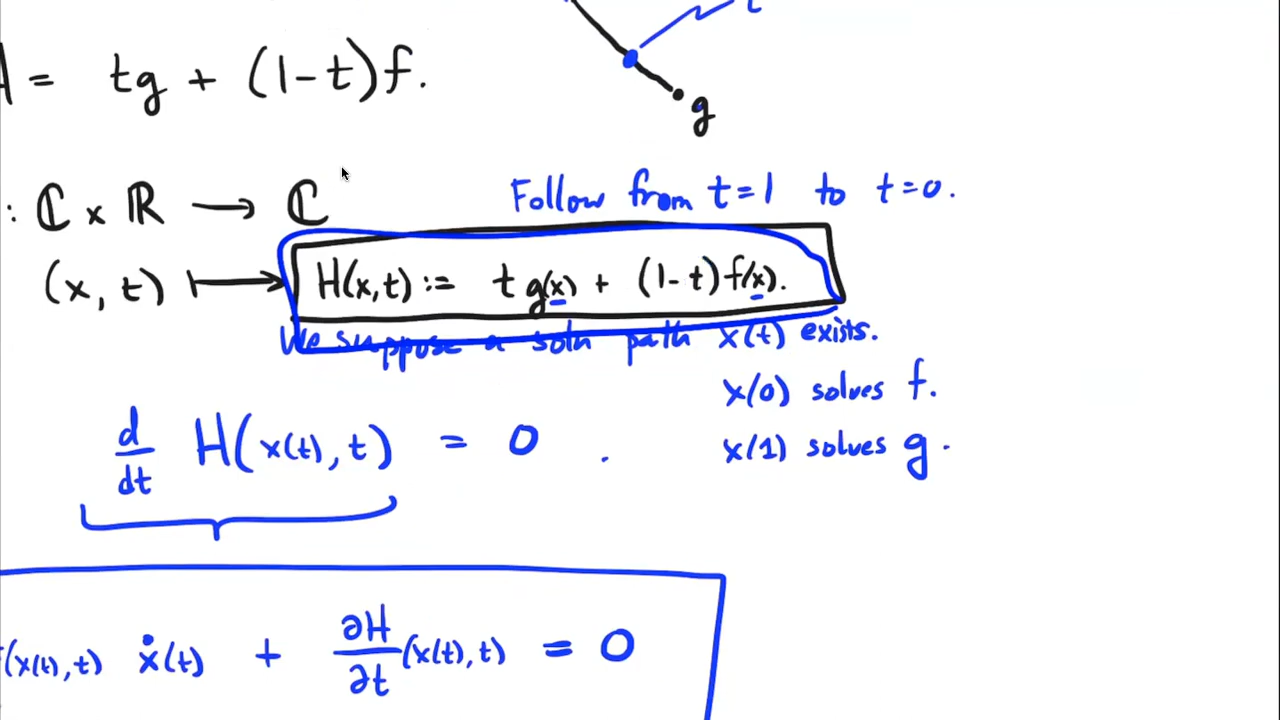 = tg + (1-t)f.
g
: ℂ × ℝ ⟶ ℂ
Follow from t=1 to t=0.
(x, t) ⟼ H(x,t) := t g(x) + (1-t) f(x).
We suppose a soln path x(t) exists.
x(0) solves f.
d/dt H(x(t), t) = 0 .
x(1) solves g.
(x(t), t) ẋ(t) + ∂H/∂t (x(t), t) = 0